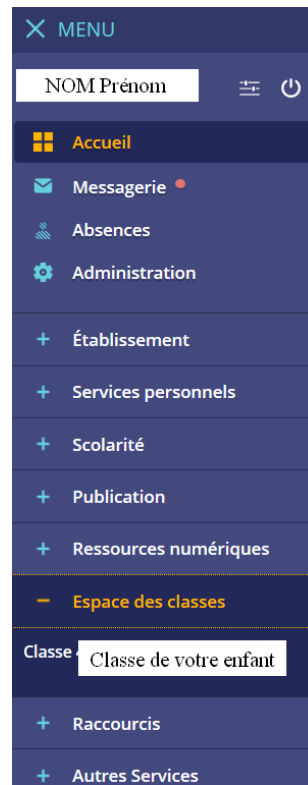 MENU
NOM Prénom
Accueil
Messagerie
Absences
Administration
+ Établissement
+ Services personnels
+ Scolarité
+ Publication
+ Ressources numériques
− Espace des classes
Classe
Classe de votre enfant
+ Raccourcis
+ Autres Services